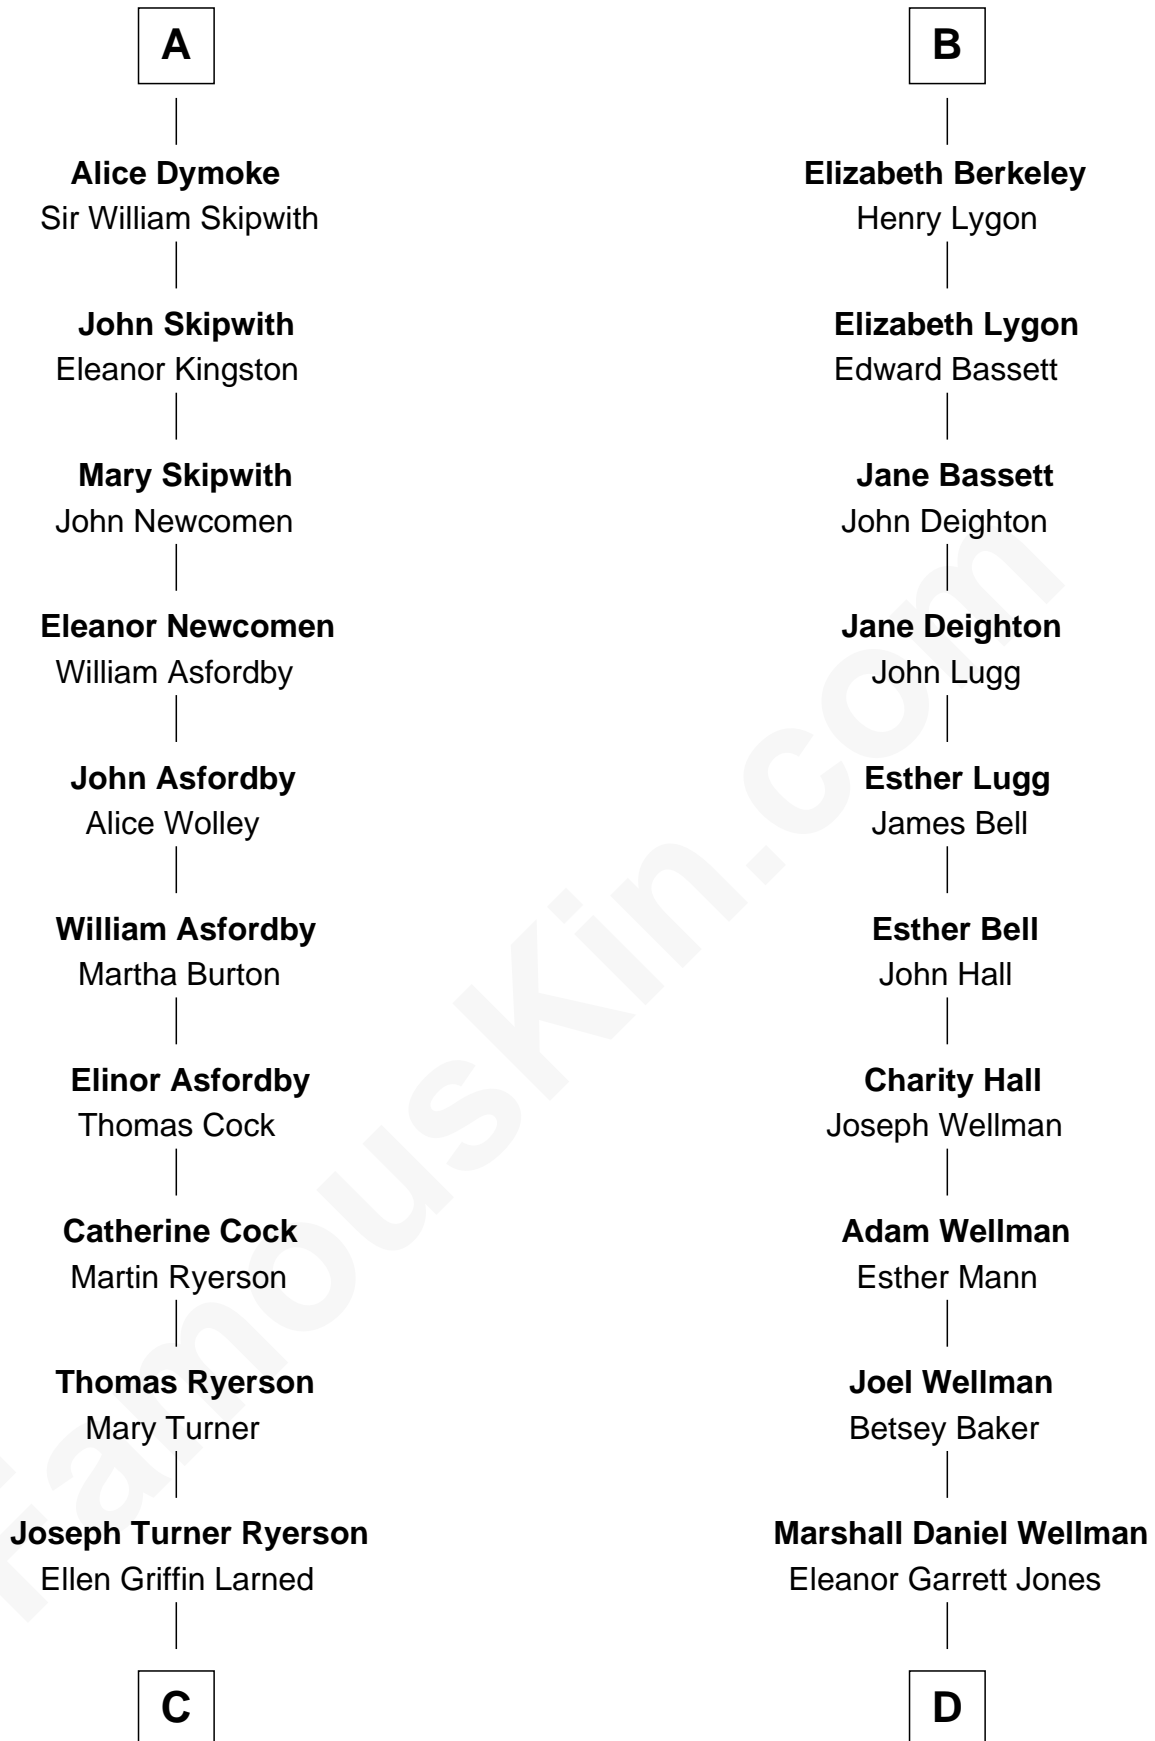 A
Alice Dymoke
Sir William Skipwith
John Skipwith
Eleanor Kingston
Mary Skipwith
John Newcomen
Eleanor Newcomen
William Asfordby
John Asfordby
Alice Wolley
William Asfordby
Martha Burton
Elinor Asfordby
Thomas Cock
Catherine Cock
Martin Ryerson
Thomas Ryerson
Mary Turner
Joseph Turner Ryerson
Ellen Griffin Larned
C
B
Elizabeth Berkeley
Henry Lygon
Elizabeth Lygon
Edward Bassett
Jane Bassett
John Deighton
Jane Deighton
John Lugg
Esther Lugg
James Bell
Esther Bell
John Hall
Charity Hall
Joseph Wellman
Adam Wellman
Esther Mann
Joel Wellman
Betsey Baker
Marshall Daniel Wellman
Eleanor Garrett Jones
D
FamousKin.com